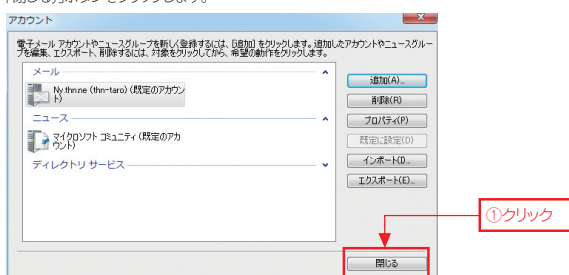 アカウント
電子メール アカウントやニュースグループを新しく登録するには、[追加] をクリックします。追加したアカウントやニュースグルー
プを編集、エクスポート、削除するには、対象をクリックしてから、希望の動作をクリックします。
メール
Ny.thn.ne (thn-taro) (既定のアカウン
ト)
ニュース
マイクロソフト コミュニティ (既定のアカ
ウント)
ディレクトリ サービス
追加(A)...
削除(R)
プロパティ(P)
既定に設定(D)
インポート(I)...
エクスポート(E)...
①クリック
閉じる